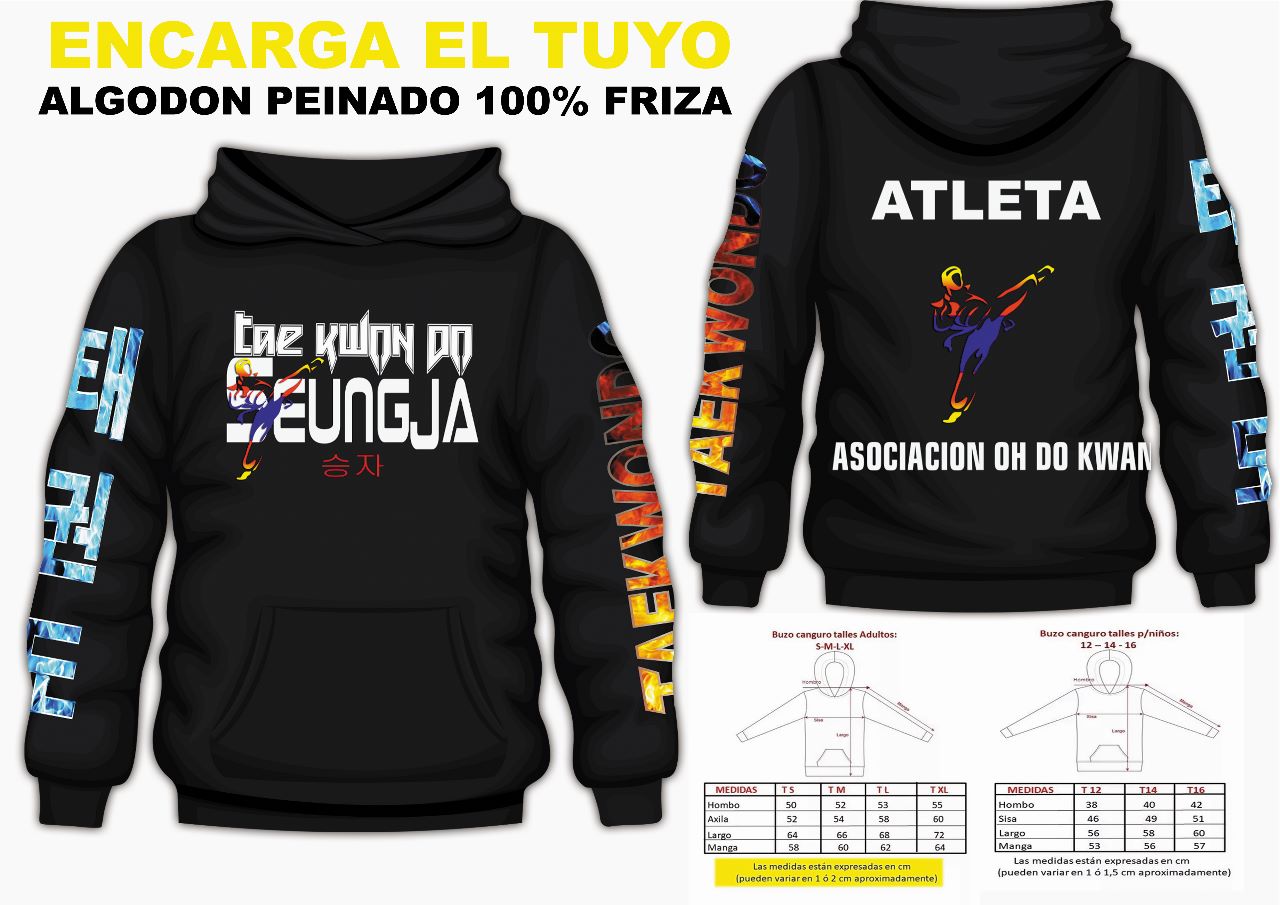 ENCARGA EL TUYO
ALGODON PEINADO 100% FRIZA
tae KWON DO
SEUNGJA
승자
태권도
TAEKWONDO
ATLETA
ASOCIACION OH DO KWAN
TAEKWONDO
태권도
Buzo canguro talles Adultos:
S-M-L-XL
Hombro
Manga
Sisa
Largo
MEDIDAS T S T M T L T XL
Hombo 50 52 53 55
Axila 52 54 58 60
Largo 64 66 68 72
Manga 58 60 62 64
Las medidas están expresadas en cm
(pueden variar en 1 ó 2 cm aproximadamente)
Buzo canguro talles p/niños:
12 – 14 - 16
Hombro
Manga
Sisa
Largo
MEDIDAS T 12 T14 T16
Hombo 38 40 42
Sisa 46 49 51
Largo 56 58 60
Manga 53 56 57
Las medidas están expresadas en cm
(pueden variar en 1 ó 1,5 cm aproximadamente)